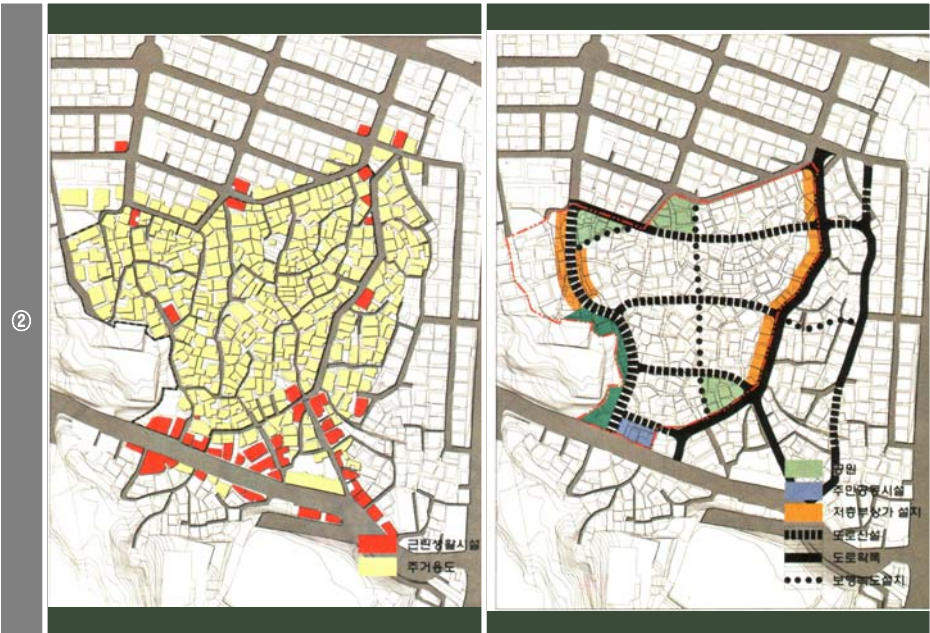 ②
근린생활시설
주거용도
공원
주민공동시설
저층부상가 설치
도로신설
도로확폭
보행녹도설치